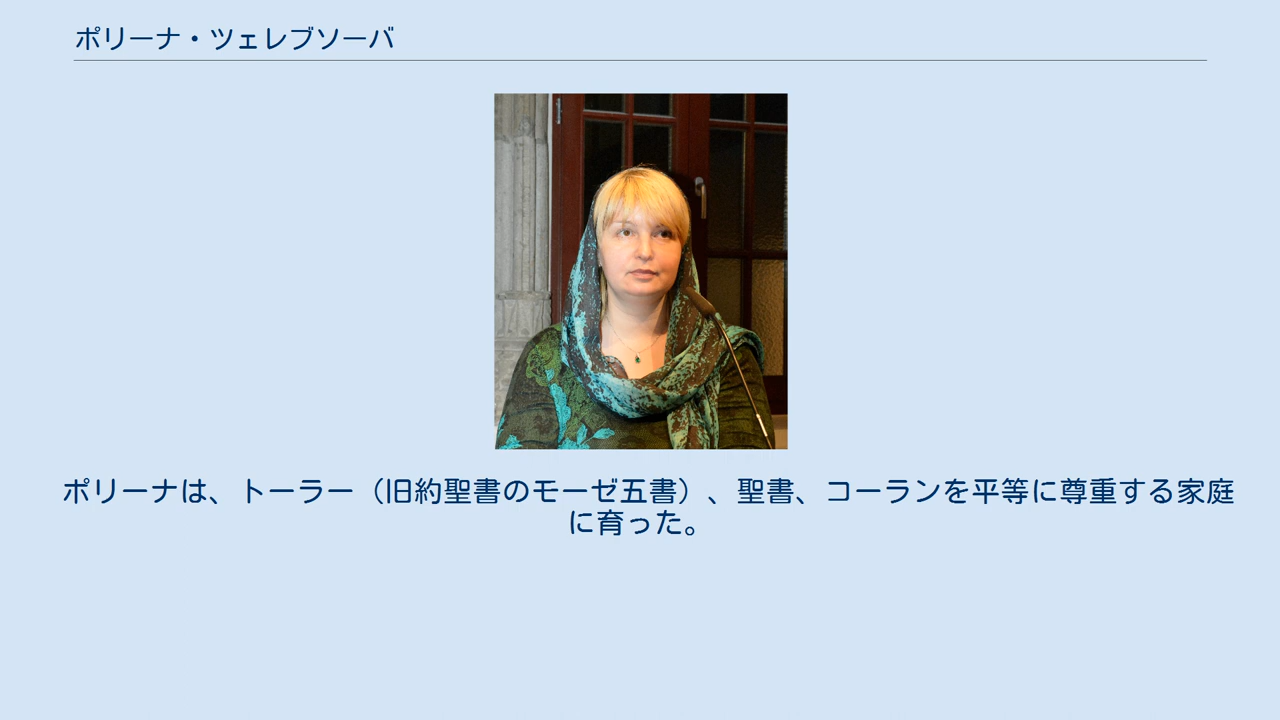 ポリーナ・ツェレブソーバ
ポリーナは、トーラー（旧約聖書のモーゼ五書）、聖書、コーランを平等に尊重する家庭
に育った。